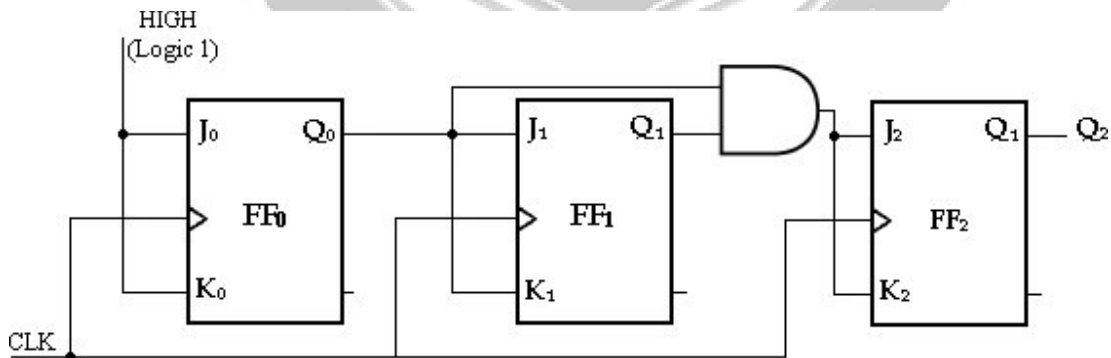 HIGH
(Logic 1)
J₀ Q₀ J₁ Q₁ J₂ Q₁ Q₂
FF₀ FF₁ FF₂
K₀ K₁ K₂
CLK